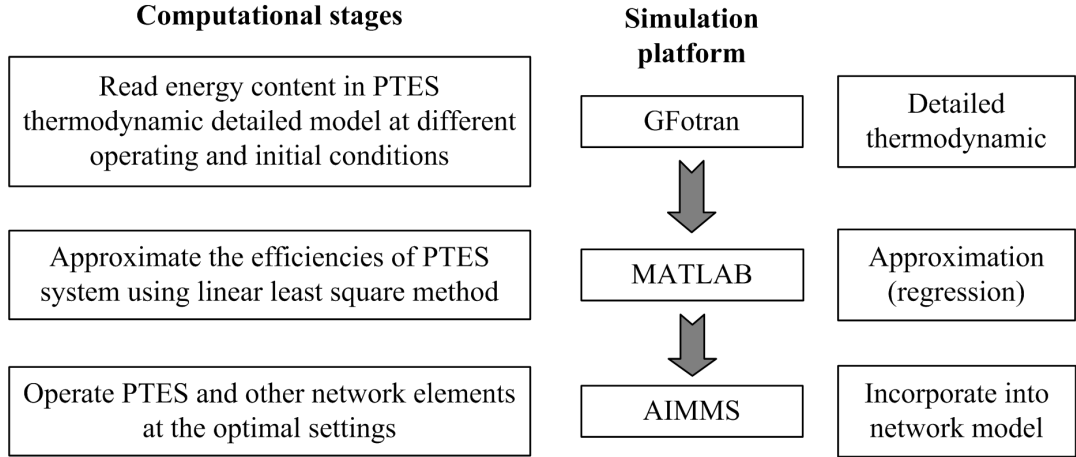 Computational stages
Simulation
platform
Read energy content in PTES
thermodynamic detailed model at different
operating and initial conditions
GFotran
Detailed
thermodynamic
Approximate the efficiencies of PTES
system using linear least square method
MATLAB
Approximation
(regression)
Operate PTES and other network elements
at the optimal settings
AIMMS
Incorporate into
network model